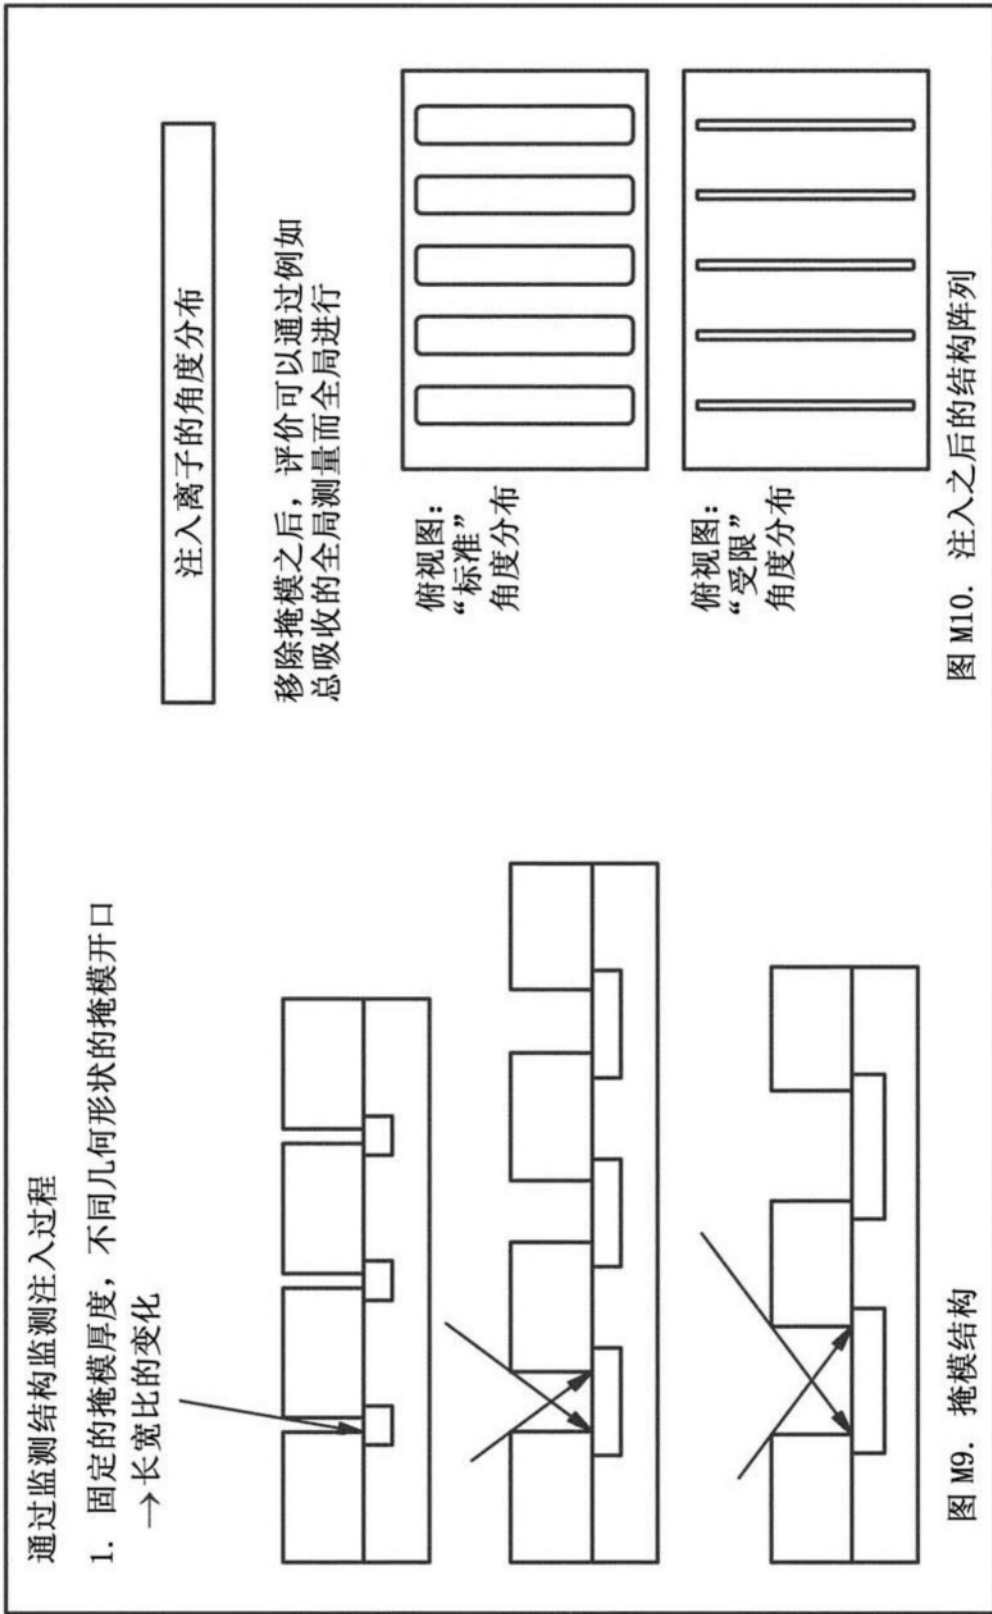 通过监测结构监测注入过程
1. 固定的掩模厚度，不同几何形状的掩模开口
→长宽比的变化
图 M9. 掩模结构
注入离子的角度分布
移除掩模之后，评价可以通过例如
总吸收的全局测量而全局进行
俯视图：
“标准”
角度分布
俯视图：
“受限”
角度分布
图 M10. 注入之后的结构阵列